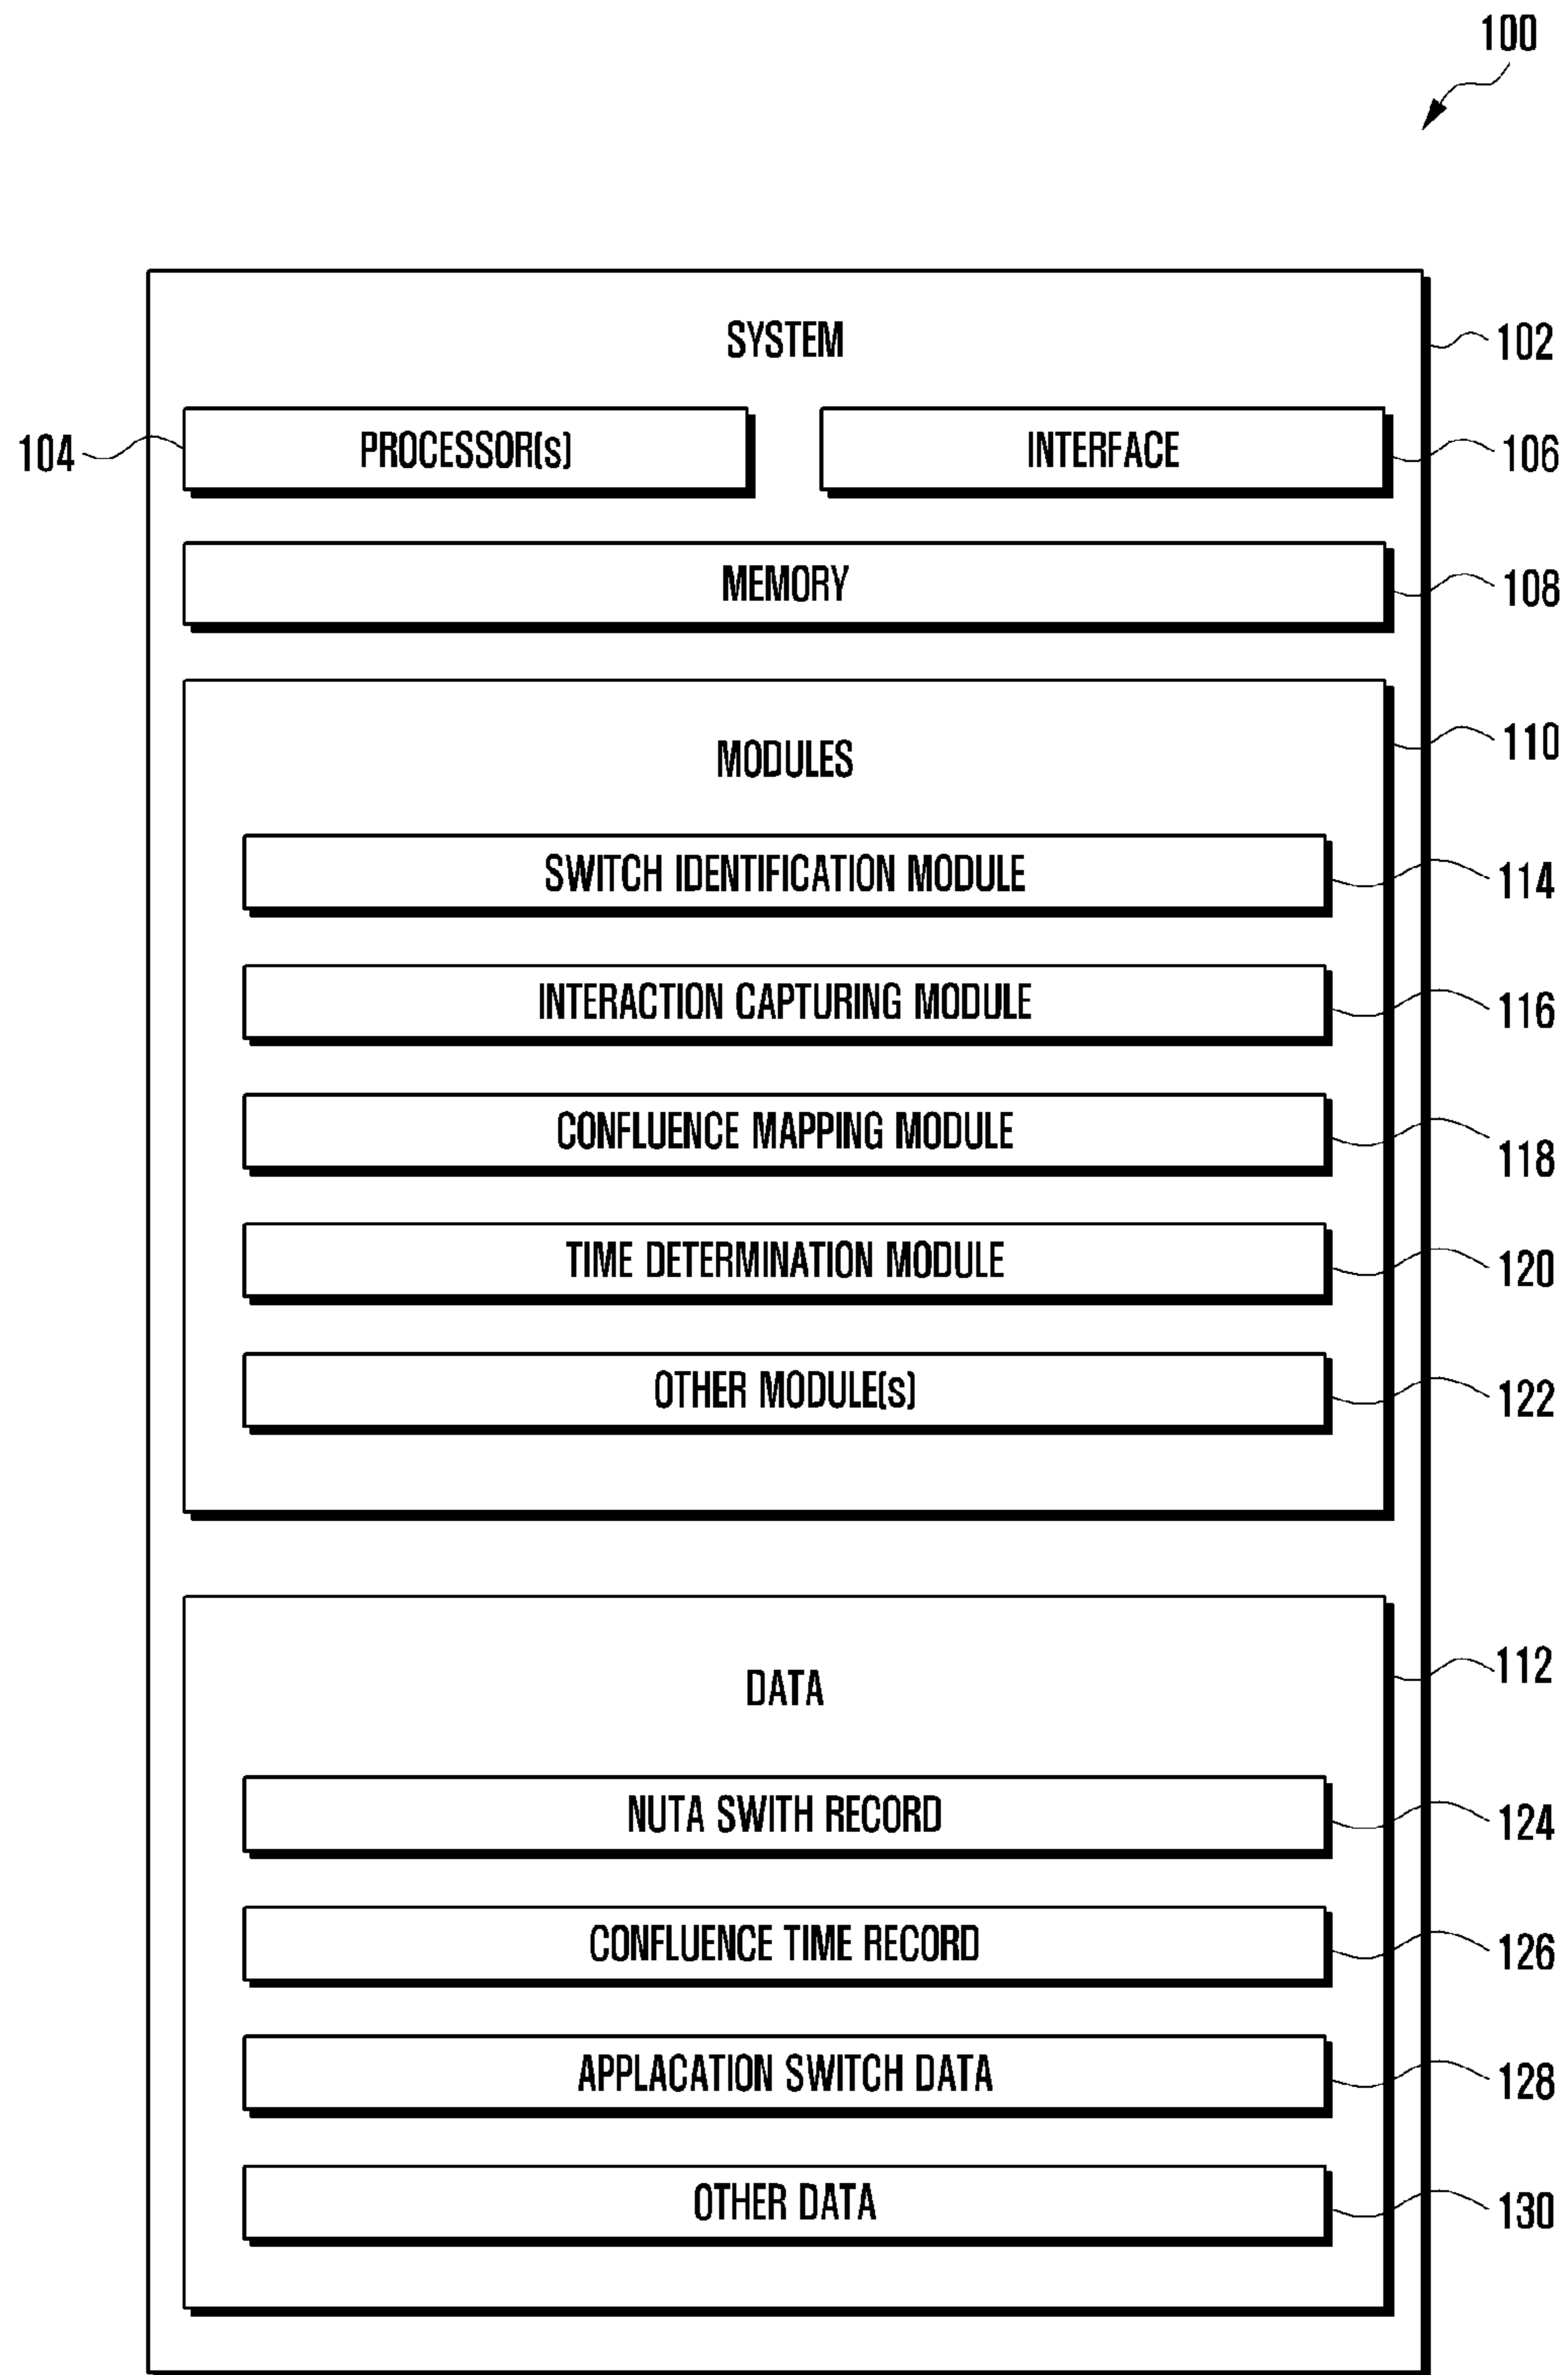 100
SYSTEM
102
104
PROCESSOR(s)
INTERFACE
106
MEMORY
108
MODULES
110
SWITCH IDENTIFICATION MODULE
114
INTERACTION CAPTURING MODULE
116
CONFLUENCE MAPPING MODULE
118
TIME DETERMINATION MODULE
120
OTHER MODULE(s)
122
DATA
112
NUTA SWITH RECORD
124
CONFLUENCE TIME RECORD
126
APPLACATION SWITCH DATA
128
OTHER DATA
130